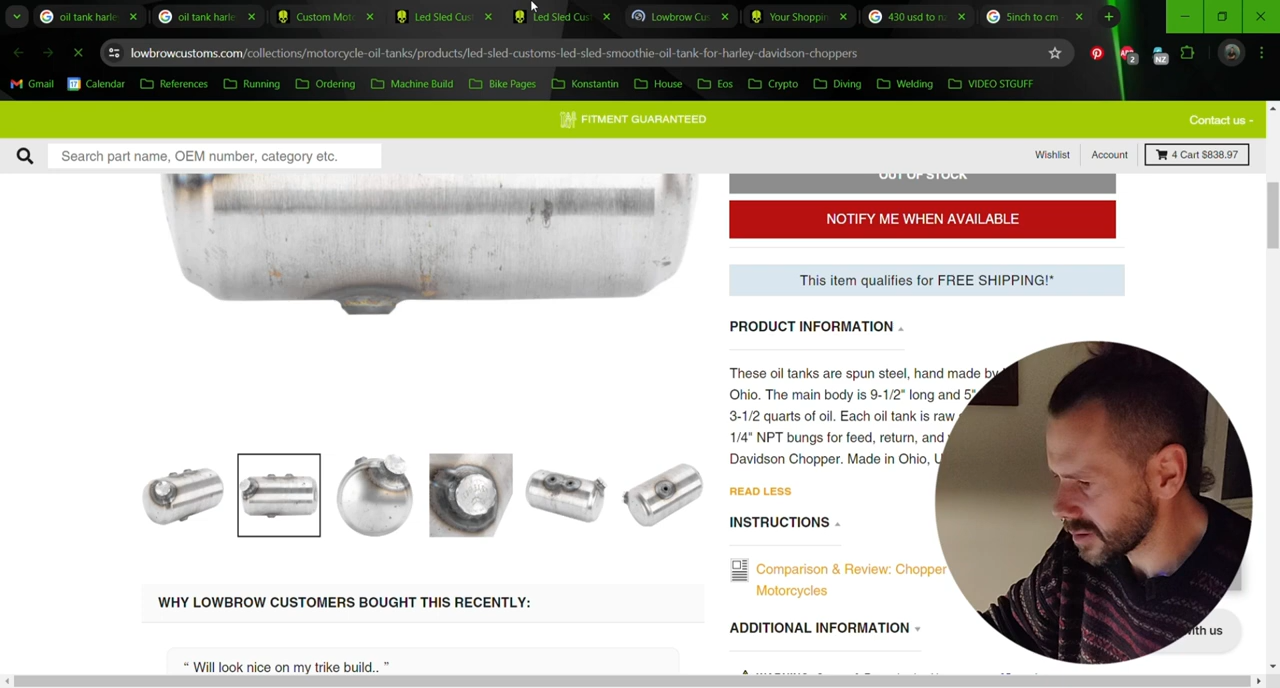 oil tank harle
oil tank harle
Custom Mot
Led Sled Cus
Led Sled Cus
Lowbrow Cus
Your Shoppin
430 usd to n
5inch to cm
lowbrowcustoms.com/collections/motorcycle-oil-tanks/products/led-sled-customs-led-sled-smoothie-oil-tank-for-harley-davidson-choppers
2
NZ
Gmail
17
Calendar
References
Running
Ordering
Machine Build
Bike Pages
Konstantin
House
Eos
Crypto
Diving
Welding
VIDEO STGUFF
FITMENT GUARANTEED
Contact us -
Search part name, OEM number, category etc.
Wishlist
Account
4 Cart $838.97
OUT OF STOCK
NOTIFY ME WHEN AVAILABLE
This item qualifies for FREE SHIPPING!*
PRODUCT INFORMATION
These oil tanks are spun steel, hand made by
Ohio. The main body is 9-1/2" long and 5"
3-1/2 quarts of oil. Each oil tank is raw
1/4" NPT bungs for feed, return, and
Davidson Chopper. Made in Ohio, U
READ LESS
INSTRUCTIONS
Comparison & Review: Chopper
Motorcycles
ADDITIONAL INFORMATION
with us
WHY LOWBROW CUSTOMERS BOUGHT THIS RECENTLY:
“ Will look nice on my trike build.. ”